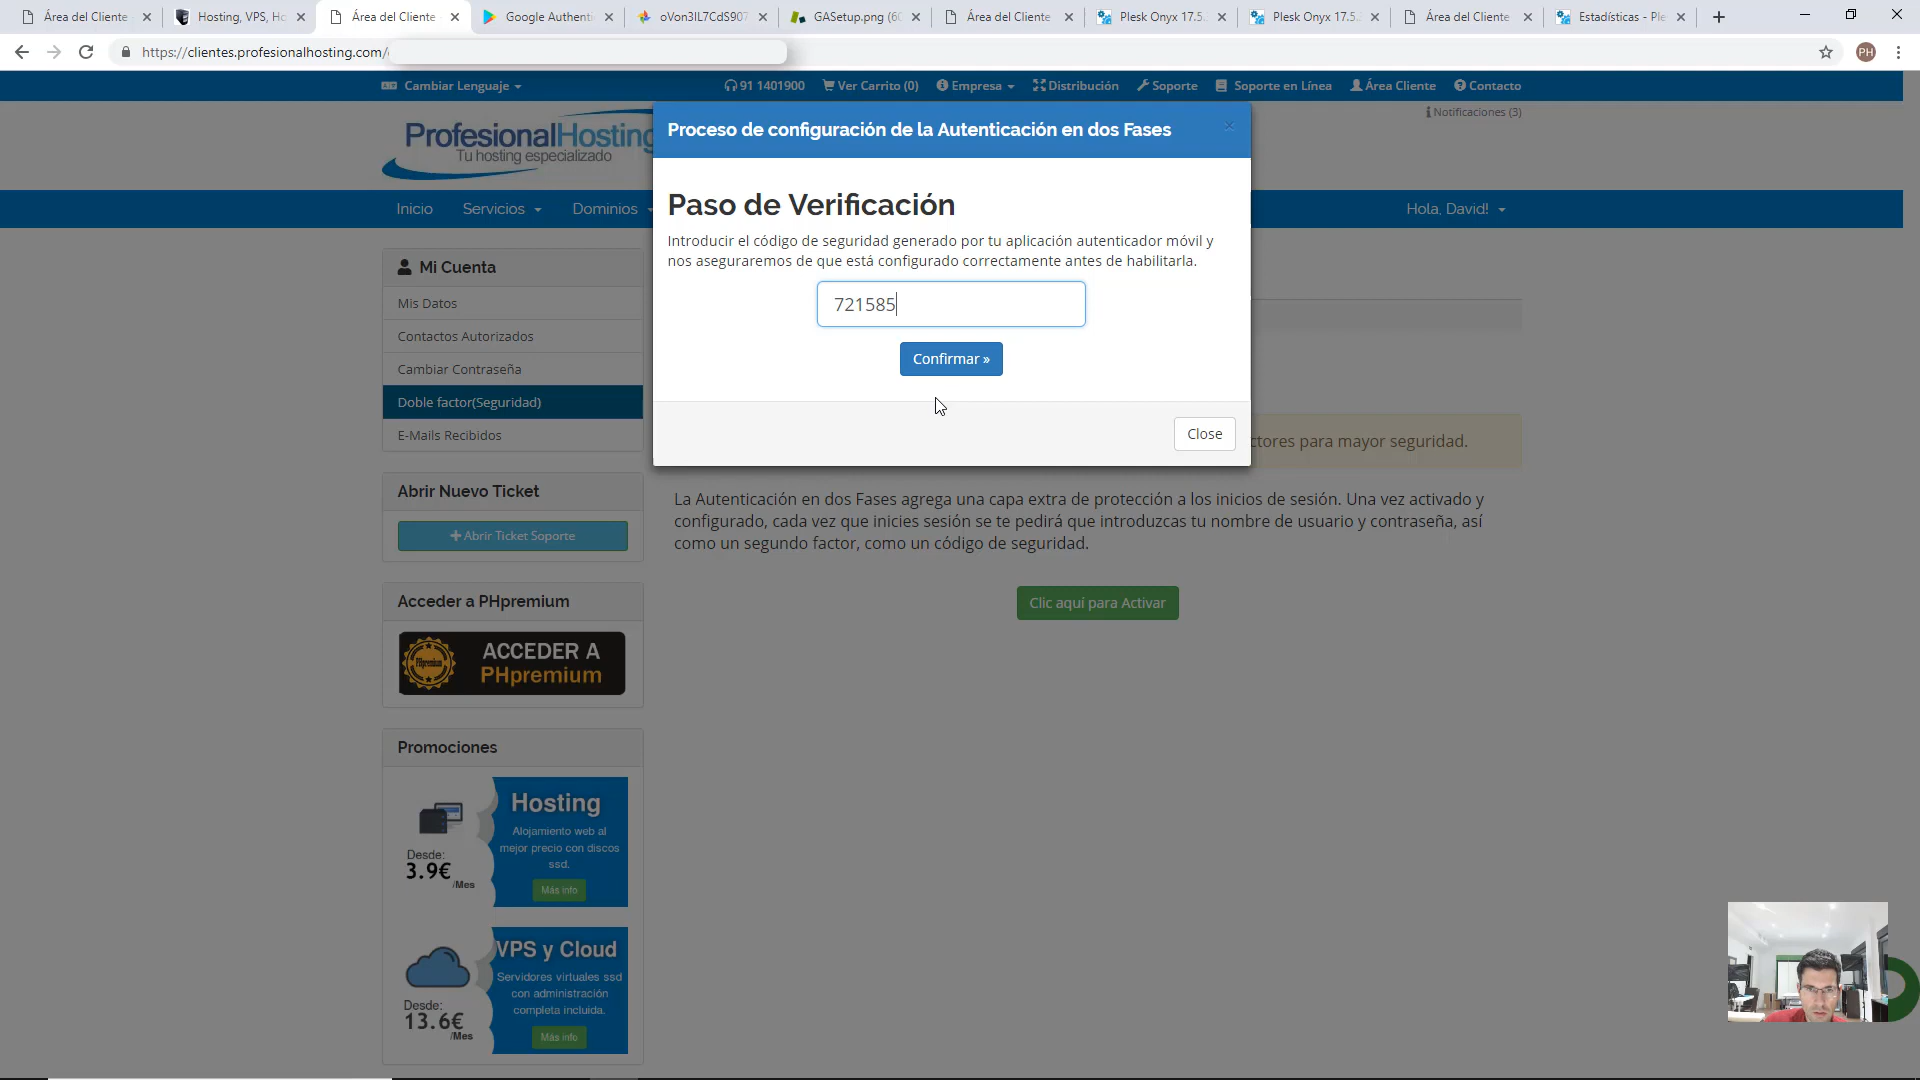 Área del Cliente
Hosting, VPS, Ho
Área del Cliente
Google Authent
oVon3IL7CdS907
GASetup.png (60
Área del Cliente
Plesk Onyx 17.5.
Plesk Onyx 17.5.
Área del Cliente
Estadísticas - Ple
https://clientes.profesionalhosting.com/
PH
Cambiar Lenguaje
91 1401900
Ver Carrito (0)
Empresa
Distribución
Soporte
Soporte en Línea
Área Cliente
Contacto
Notificaciones (3)
ProfesionalHosting
Tu hosting especializado
Inicio
Servicios
Dominios
Hola, David!
Proceso de configuración de la Autenticación en dos Fases
Paso de Verificación
Introducir el código de seguridad generado por tu aplicación autenticador móvil y
nos aseguraremos de que está configurado correctamente antes de habilitarla.
721585
Confirmar »
Close
Mi Cuenta
Mis Datos
Contactos Autorizados
Cambiar Contraseña
Doble factor(Seguridad)
E-Mails Recibidos
ctores para mayor seguridad.
La Autenticación en dos Fases agrega una capa extra de protección a los inicios de sesión. Una vez activado y
configurado, cada vez que inicies sesión se te pedirá que introduzcas tu nombre de usuario y contraseña, así
como un segundo factor, como un código de seguridad.
Clic aquí para Activar
Abrir Nuevo Ticket
Abrir Ticket Soporte
Acceder a PHpremium
PHpremium
ACCEDER A
PHpremium
Promociones
Hosting
Alojamiento web al
mejor precio con discos
ssd.
Desde:
3.9€
/Mes
Más info
VPS y Cloud
Servidores virtuales ssd
con administración
completa incluida.
Desde:
13.6€
/Mes
Más info